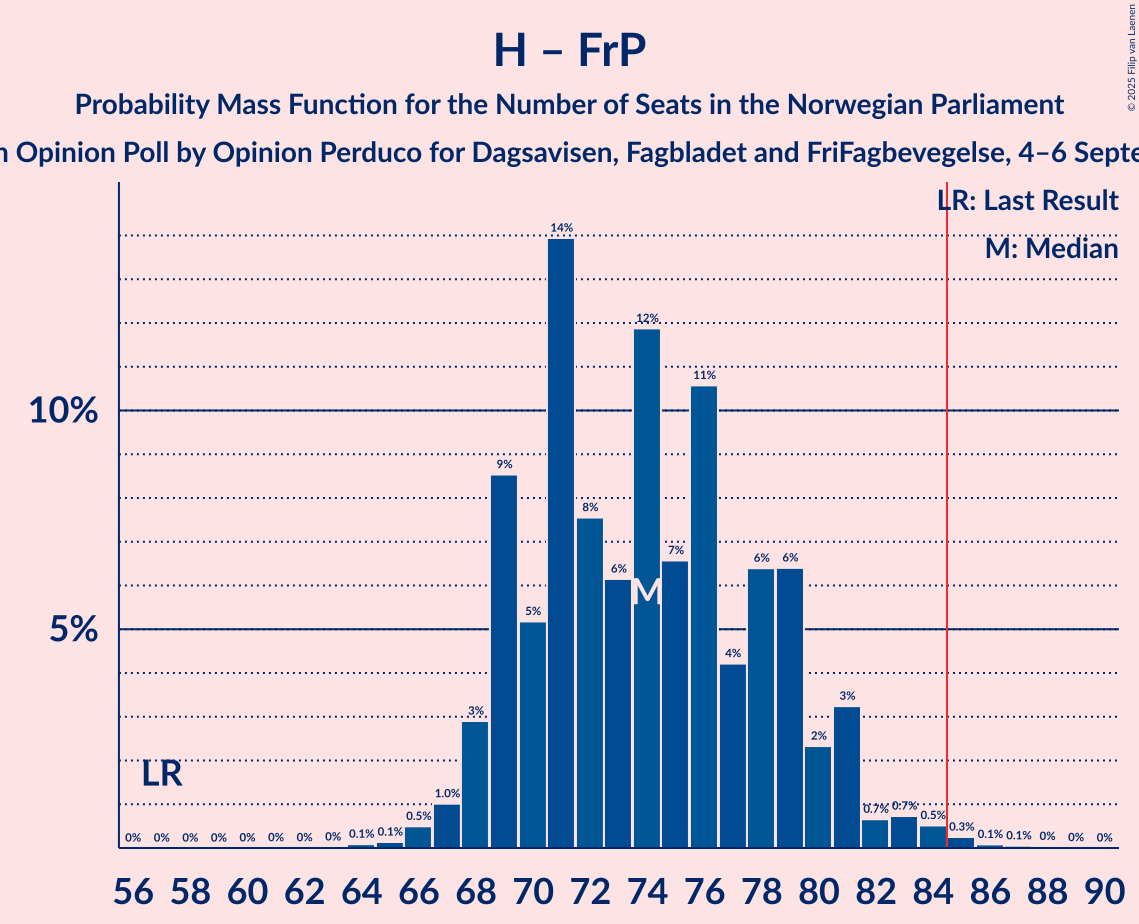 H – FrP
Probability Mass Function for the Number of Seats in the Norwegian Parliament
Opinion Poll by Opinion Perduco for Dagsavisen, Fagbladet and FriFagbevegelse, 4–6
© 2025 Filip van Laenen
LR: Last Result
M: Median
10%
5%
14%
12%
11%
9%
8%
7%
6%
6% 6%
6%
5%
4%
3%
3%
2%
1.0%
0.7% 0.7%
0.5% 0.5%
0.3%
0% 0% 0% 0% 0% 0% 0% 0% 0.1% 0.1% 0.1% 0.1% 0% 0% 0%
M
LR
56 58 60 62 64 66 68 70 72 74 76 78 80 82 84 86 88 90